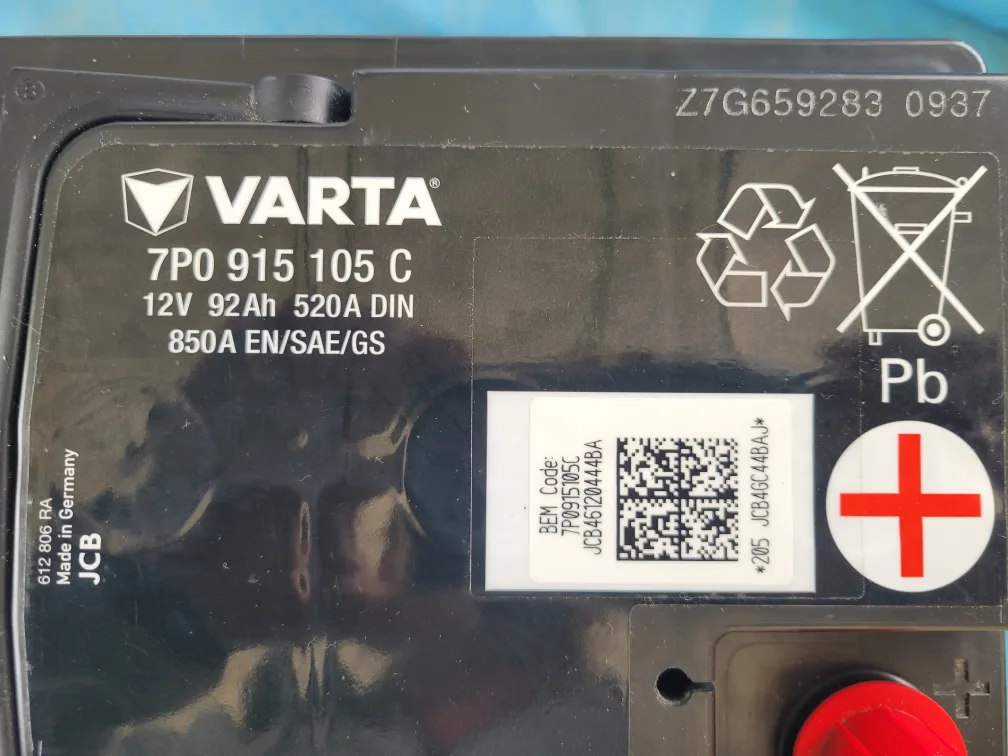 Z7G659283 0937
VARTA®
7P0 915 105 C
12V 92Ah 520A DIN
850A EN/SAE/GS
Pb
BEM Code:
7P0915105C
JCB46120444BA
*205 JCB4GC44BAJ*
612 806 RA
Made in Germany
JCB